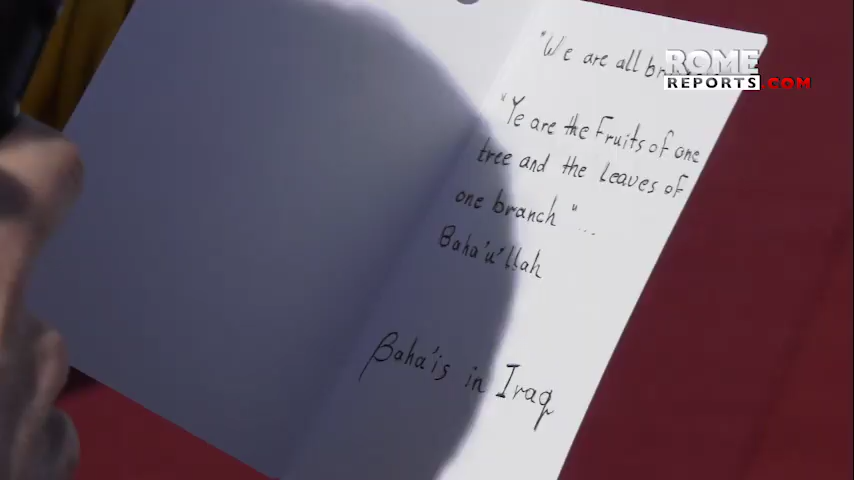 "We are all
ROME
REPORTS.COM
"Ye are the Fruits of one
tree and the leaves of
one branch"...
Baha'u'llah
Baha'is in Iraq